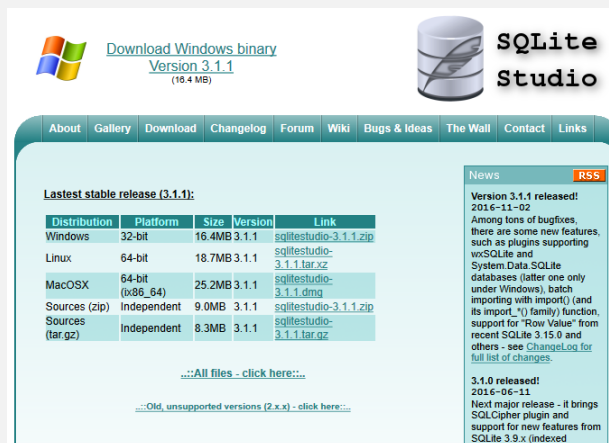 Download Windows binary
Version 3.1.1
(16.4 MB)
SQLite
Studio
About Gallery Download Changelog Forum Wiki Bugs & Ideas The Wall Contact Links
Lastest stable release (3.1.1):
Distribution Platform Size Version Link
Windows 32-bit 16.4MB 3.1.1 sqlitestudio-3.1.1.zip
Linux 64-bit 18.7MB 3.1.1 sqlitestudio-
3.1.1.tar.xz
MacOSX 64-bit
(ix86_64) 25.2MB 3.1.1 sqlitestudio-
3.1.1.dmg
Sources (zip) Independent 9.0MB 3.1.1 sqlitestudio-3.1.1.zip
Sources
(tar.gz) Independent 8.3MB 3.1.1 sqlitestudio-
3.1.1.tar.gz
..::All files - click here::..
..::Old, unsupported versions (2.x.x) - click here::..
News RSS
Version 3.1.1 released!
2016-11-02
Among tons of bugfixes,
there are some new features,
such as plugins supporting
wxSQLite and
System.Data.SQLite
databases (latter one only
under Windows), batch
importing with import() (and
its import_*() family) function,
support for "Row Value" from
recent SQLite 3.15.0 and
others - see ChangeLog for
full list of changes.
3.1.0 released!
2016-06-11
Next major release - it brings
SQLCipher plugin and
support for new features from
SQLite 3.9.x (indexed